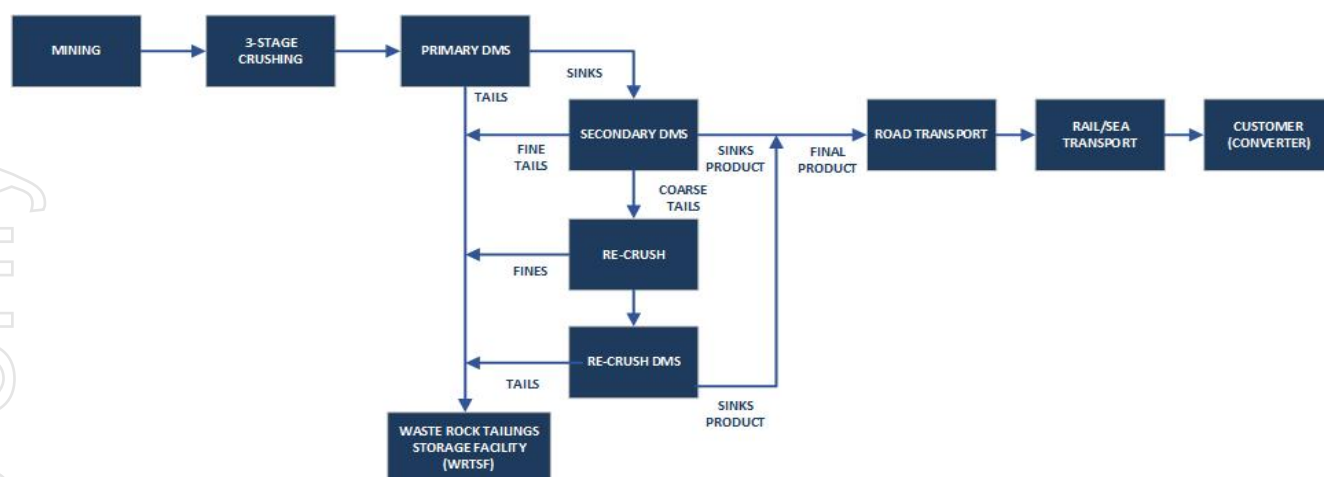 MINING
3-STAGE
CRUSHING
PRIMARY DMS
SINKS
TAILS
SECONDARY DMS
FINE
TAILS
SINKS
PRODUCT
FINAL
PRODUCT
ROAD TRANSPORT
RAIL/SEA
TRANSPORT
CUSTOMER
(CONVERTER)
COARSE
TAILS
RE-CRUSH
FINES
RE-CRUSH DMS
TAILS
SINKS
PRODUCT
WASTE ROCK TAILINGS
STORAGE FACILITY
(WRTSF)